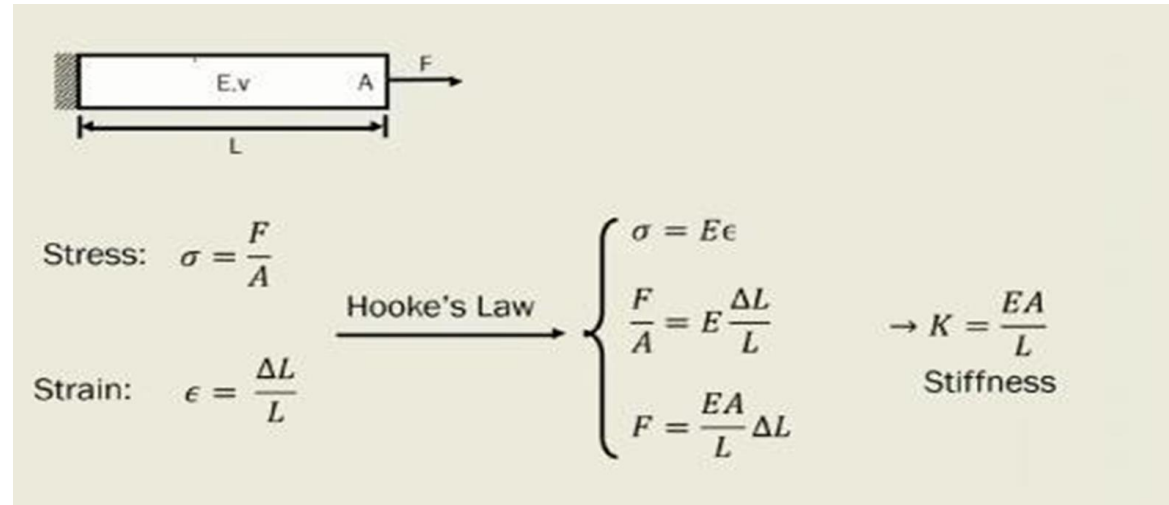 E.v A F
L
Stress: σ = F/A
Strain: ϵ = ΔL/L
Hooke's Law
σ = Eϵ
F/A = E ΔL/L
F = EA/L ΔL
→ K = EA/L
Stiffness